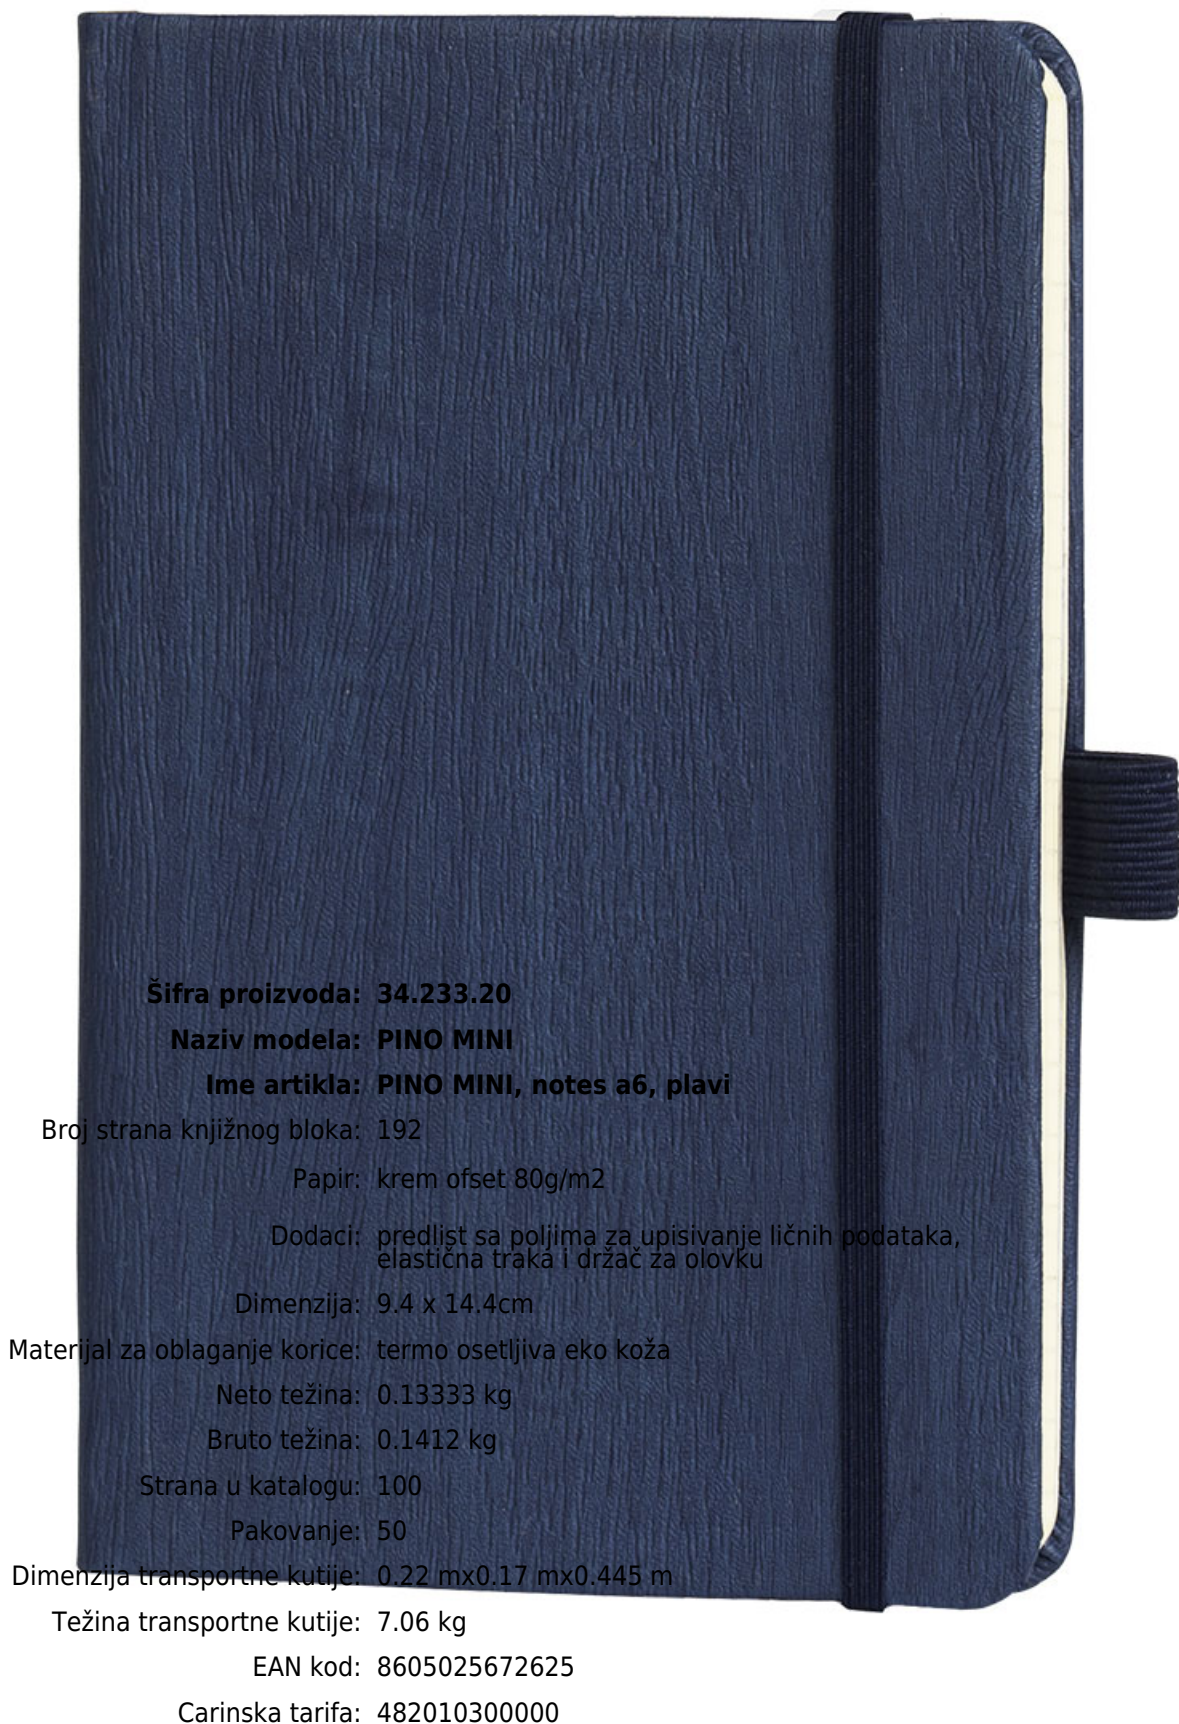 Šifra proizvoda: 34.233.20
Naziv modela: PINO MINI
Ime artikla: PINO MINI, notes a6, plavi
Broj strana knjižnog bloka: 192
Papir: krem ofset 80g/m2
Dodaci: predlist sa poljima za upisivanje ličnih podataka,
elastična traka i držač za olovku
Dimenzija: 9.4 x 14.4cm
Materijal za oblaganje korice: termo osetljiva eko koža
Neto težina: 0.13333 kg
Bruto težina: 0.1412 kg
Strana u katalogu: 100
Pakovanje: 50
Dimenzija transportne kutije: 0.22 mx0.17 mx0.445 m
Težina transportne kutije: 7.06 kg
EAN kod: 8605025672625
Carinska tarifa: 482010300000